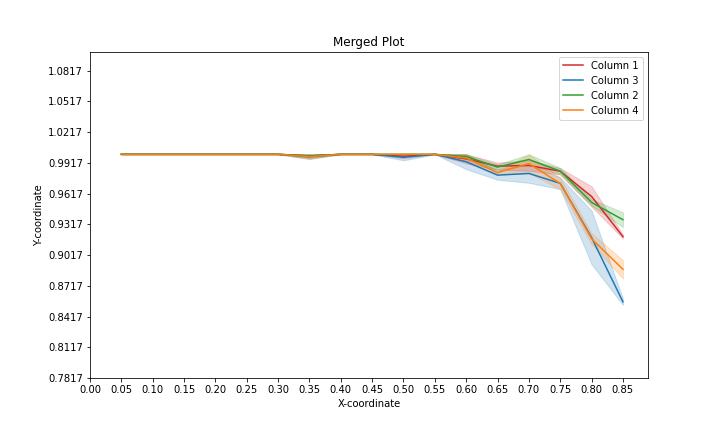 Merged Plot
Column 1
Column 3
Column 2
Column 4
1.0817
1.0517
1.0217
0.9917
0.9617
0.9317
0.9017
0.8717
0.8417
0.8117
0.7817
Y-coordinate
0.00 0.05 0.10 0.15 0.20 0.25 0.30 0.35 0.40 0.45 0.50 0.55 0.60 0.65 0.70 0.75 0.80 0.85
X-coordinate